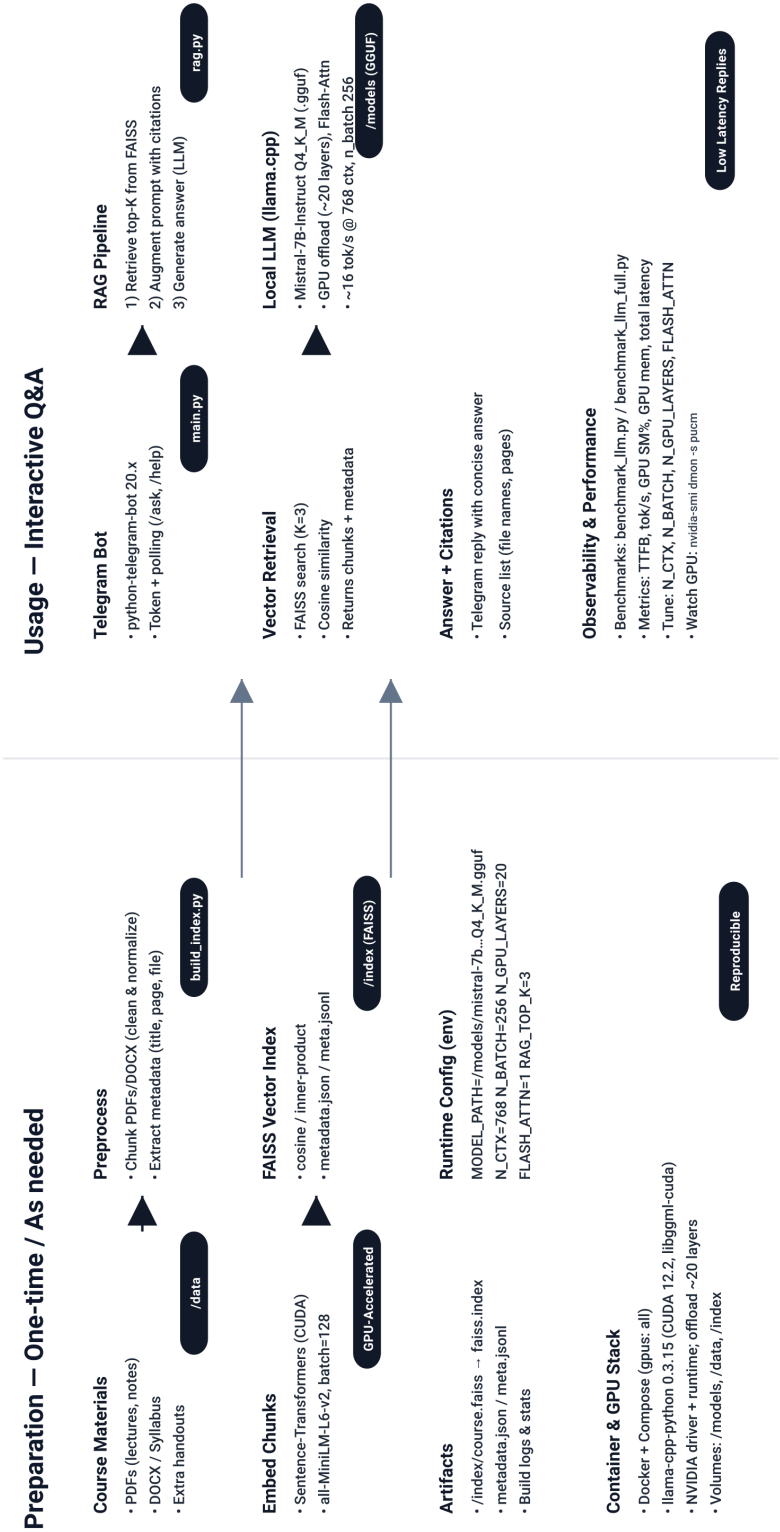 Preparation — One-time / As needed
Course Materials
• PDFs (lectures, notes)
• DOCX / Syllabus
• Extra handouts
/data
Preprocess
• Chunk PDFs/DOCX (clean & normalize)
• Extract metadata (title, page, file)
build_index.py
Embed Chunks
• Sentence-Transformers (CUDA)
• all-MiniLM-L6-v2, batch=128
GPU-Accelerated
FAISS Vector Index
• cosine / inner-product
• metadata.json / meta.jsonl
/index (FAISS)
Artifacts
• /index/course.faiss → faiss.index
• metadata.json / meta.jsonl
• Build logs & stats
Runtime Config (env)
MODEL_PATH=/models/mistral-7b...Q4_K_M.gguf
N_CTX=768 N_BATCH=256 N_GPU_LAYERS=20
FLASH_ATTN=1 RAG_TOP_K=3
Container & GPU Stack
• Docker + Compose (gpus: all)
• llama-cpp-python 0.3.15 (CUDA 12.2, libggml-cuda)
• NVIDIA driver + runtime; offload ~20 layers
• Volumes: /models, /data, /index
Reproducible
Usage — Interactive Q&A
Telegram Bot
• python-telegram-bot 20.x
• Token + polling (/ask, /help)
main.py
RAG Pipeline
1) Retrieve top-K from FAISS
2) Augment prompt with citations
3) Generate answer (LLM)
rag.py
Vector Retrieval
• FAISS search (K=3)
• Cosine similarity
• Returns chunks + metadata
Local LLM (llama.cpp)
• Mistral-7B-Instruct Q4_K_M (.gguf)
• GPU offload (~20 layers), Flash-Attn
• ~16 tok/s @ 768 ctx, n_batch 256
/models (GGUF)
Answer + Citations
• Telegram reply with concise answer
• Source list (file names, pages)
Observability & Performance
• Benchmarks: benchmark_llm.py / benchmark_llm_full.py
• Metrics: TTFB, tok/s, GPU SM%, GPU mem, total latency
• Tune: N_CTX, N_BATCH, N_GPU_LAYERS, FLASH_ATTN
• Watch GPU: nvidia-smi dmon -s pucm
Low Latency Replies